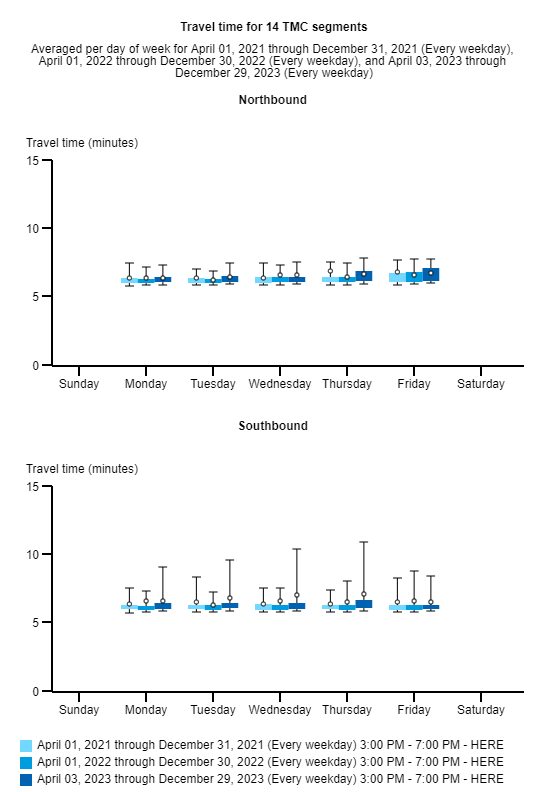 Travel time for 14 TMC segments
Averaged per day of week for April 01, 2021 through December 31, 2021 (Every weekday),
April 01, 2022 through December 30, 2022 (Every weekday), and April 03, 2023 through
December 29, 2023 (Every weekday)
Northbound
Travel time (minutes)
15
10
5
0
Sunday Monday Tuesday Wednesday Thursday Friday Saturday
Southbound
Travel time (minutes)
15
10
5
0
Sunday Monday Tuesday Wednesday Thursday Friday Saturday
April 01, 2021 through December 31, 2021 (Every weekday) 3:00 PM - 7:00 PM - HERE
April 01, 2022 through December 30, 2022 (Every weekday) 3:00 PM - 7:00 PM - HERE
April 03, 2023 through December 29, 2023 (Every weekday) 3:00 PM - 7:00 PM - HERE